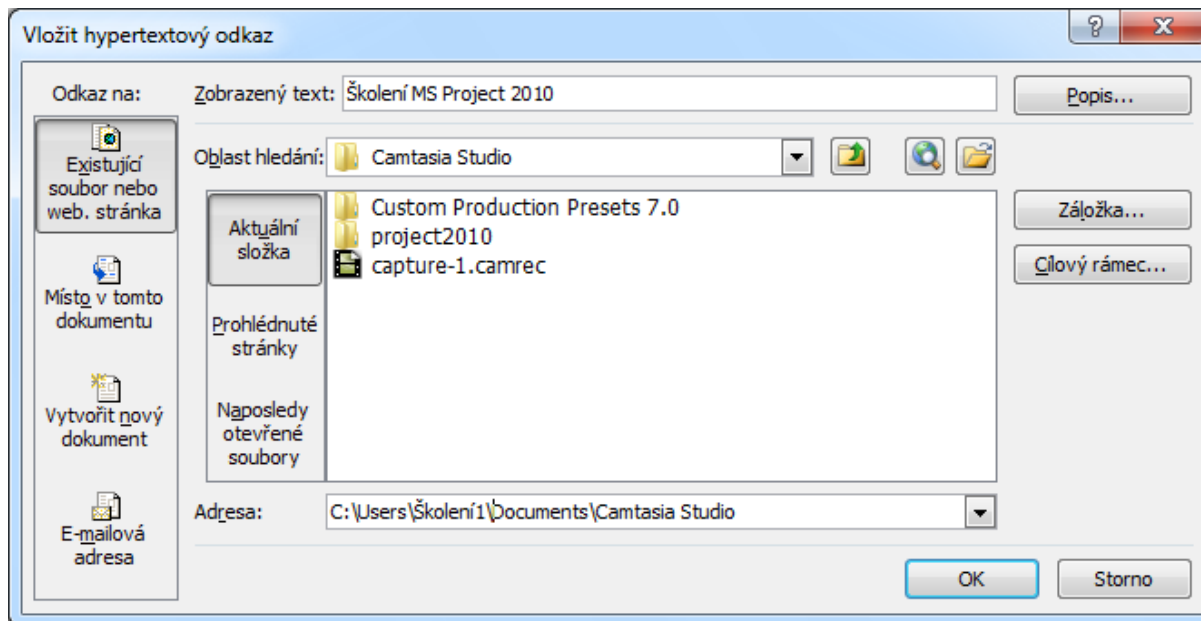 Vložit hypertextový odkaz
Odkaz na:
Zobrazený text: Školení MS Project 2010
Popis...
Existující
soubor nebo
web. stránka
Místo v tomto
dokumentu
Vytvořit nový
dokument
E-mailová
adresa
Oblast hledání: Camtasia Studio
Aktuální
složka
Prohlédnuté
stránky
Naposledy
otevřené
soubory
Custom Production Presets 7.0
project2010
capture-1.camrec
Záložka...
Cílový rámec...
Adresa: C:\Users\Školení1\Documents\Camtasia Studio
OK
Storno